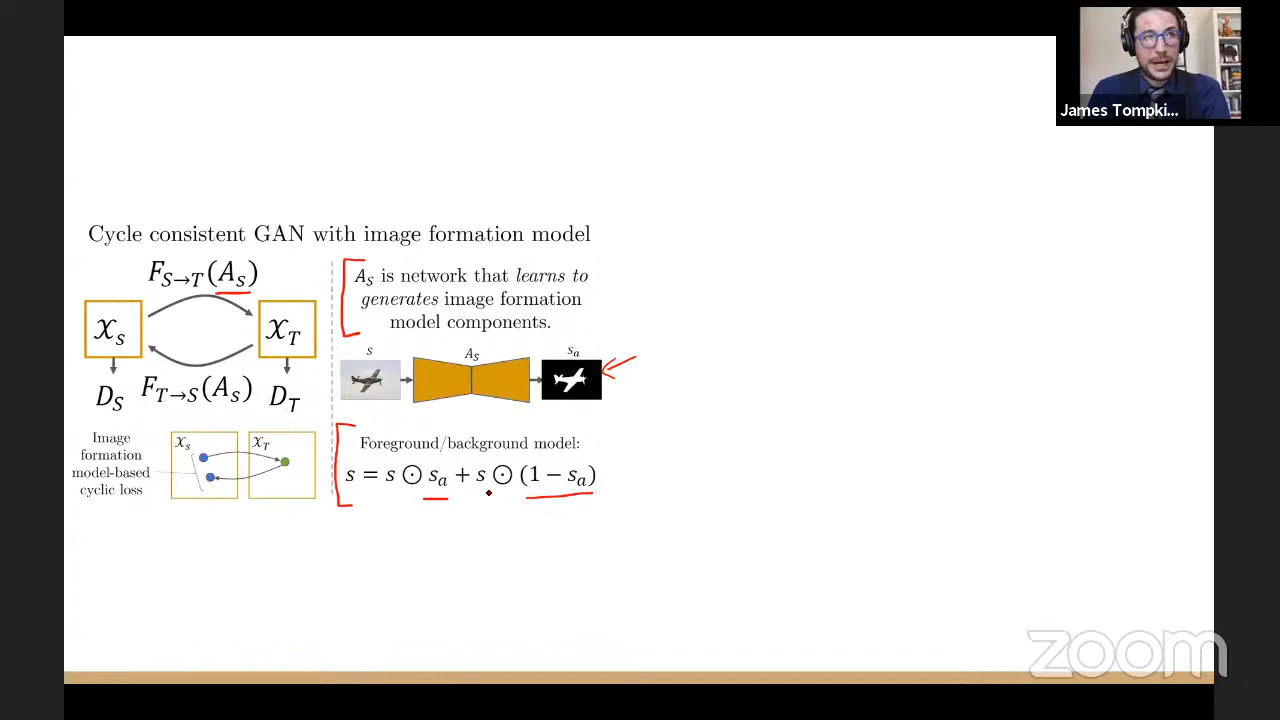 James Tompki...
Cycle consistent GAN with image formation model
F_{S→T}(A_s)
𝒳_s
𝒳_T
D_S
F_{T→S}(A_s)
D_T
Image
formation
model-based
cyclic loss
𝒳_s
𝒳_T
A_S is network that learns to
generates image formation
model components.
s
A_S
s_a
Foreground/background model:
s = s ⊙ s_a + s ⊙ (1 − s_a)
zoom